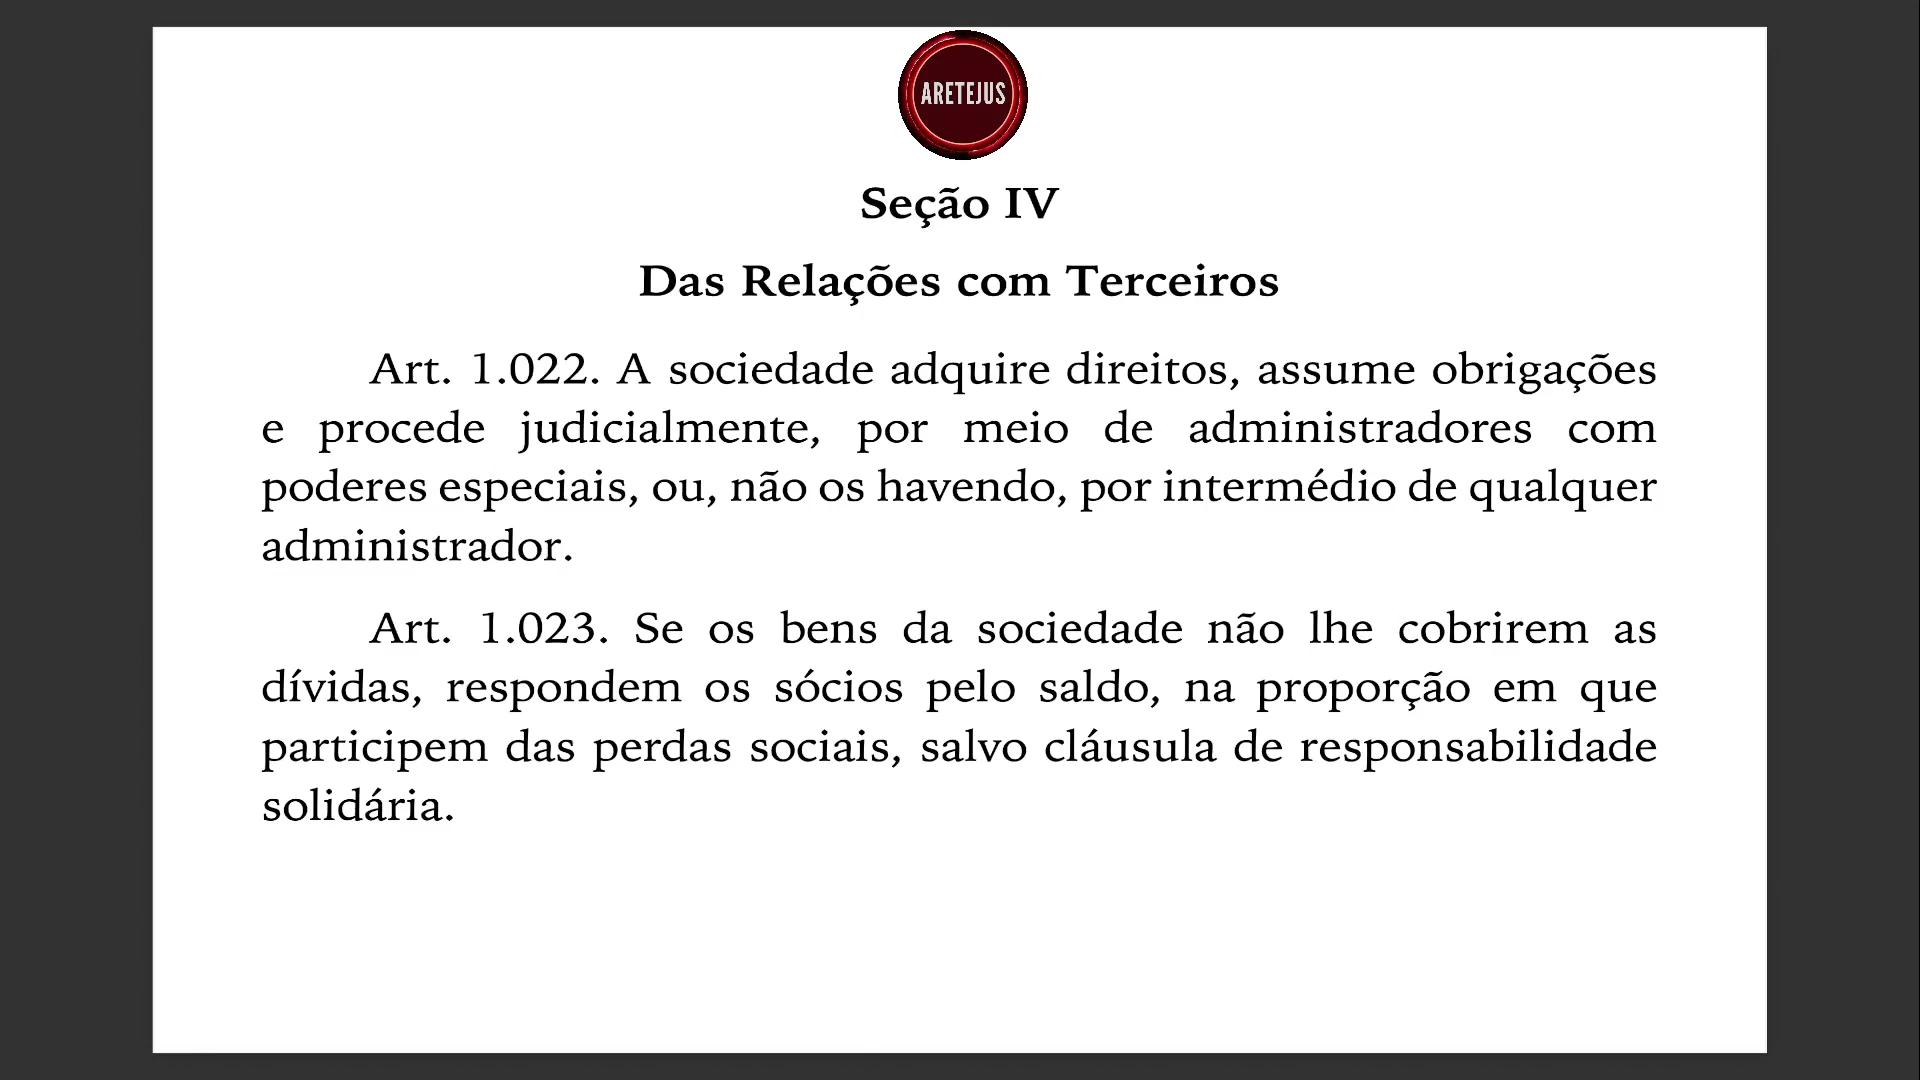 ARETEJUS
Seção IV
Das Relações com Terceiros
Art. 1.022. A sociedade adquire direitos, assume obrigações
e procede judicialmente, por meio de administradores com
poderes especiais, ou, não os havendo, por intermédio de qualquer
administrador.
Art. 1.023. Se os bens da sociedade não lhe cobrirem as
dívidas, respondem os sócios pelo saldo, na proporção em que
participem das perdas sociais, salvo cláusula de responsabilidade
solidária.